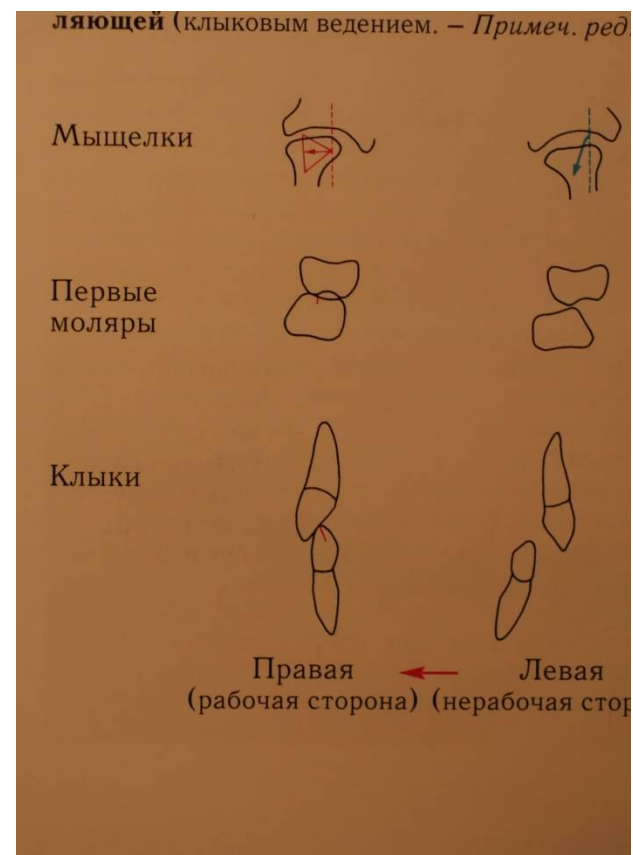 ляющей (клыковым ведением. – Примеч. ред.
Мыщелки
Первые
моляры
Клыки
Правая Левая
(рабочая сторона) (нерабочая стор